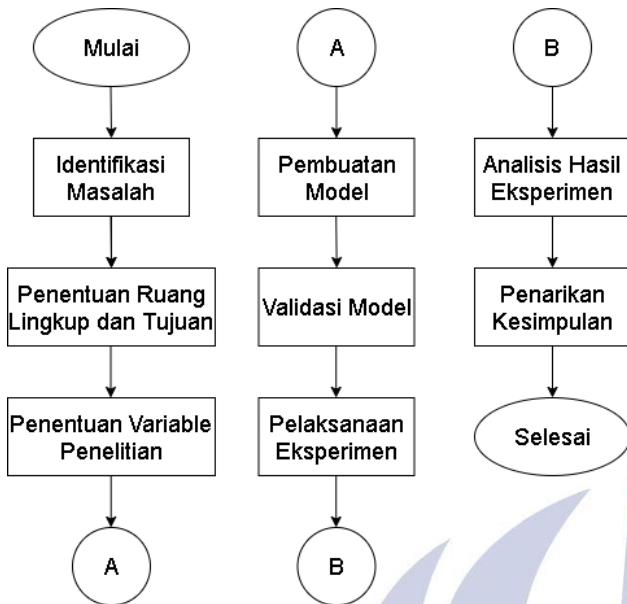 Mulai
Identifikasi
Masalah
Penentuan Ruang
Lingkup dan Tujuan
Penentuan Variable
Penelitian
A
A
Pembuatan
Model
Validasi Model
Pelaksanaan
Eksperimen
B
B
Analisis Hasil
Eksperimen
Penarikan
Kesimpulan
Selesai